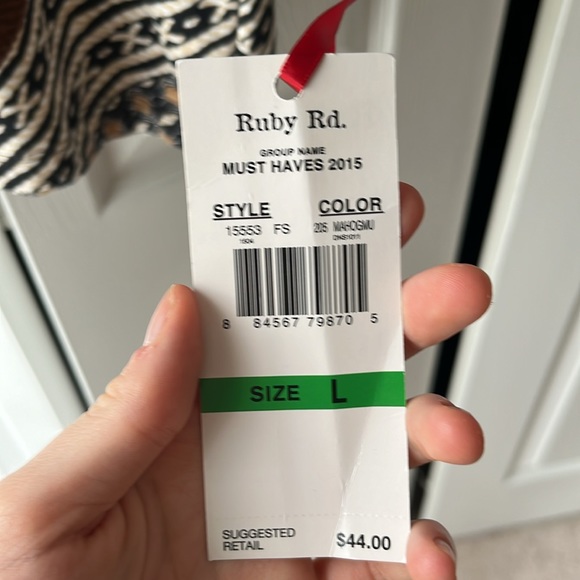 Ruby Rd.
GROUP NAME
MUST HAVES 2015
STYLE COLOR
15553 FS 205 MAHOGMU
8 84567 79870 5
SIZE L
SUGGESTED
RETAIL $44.00